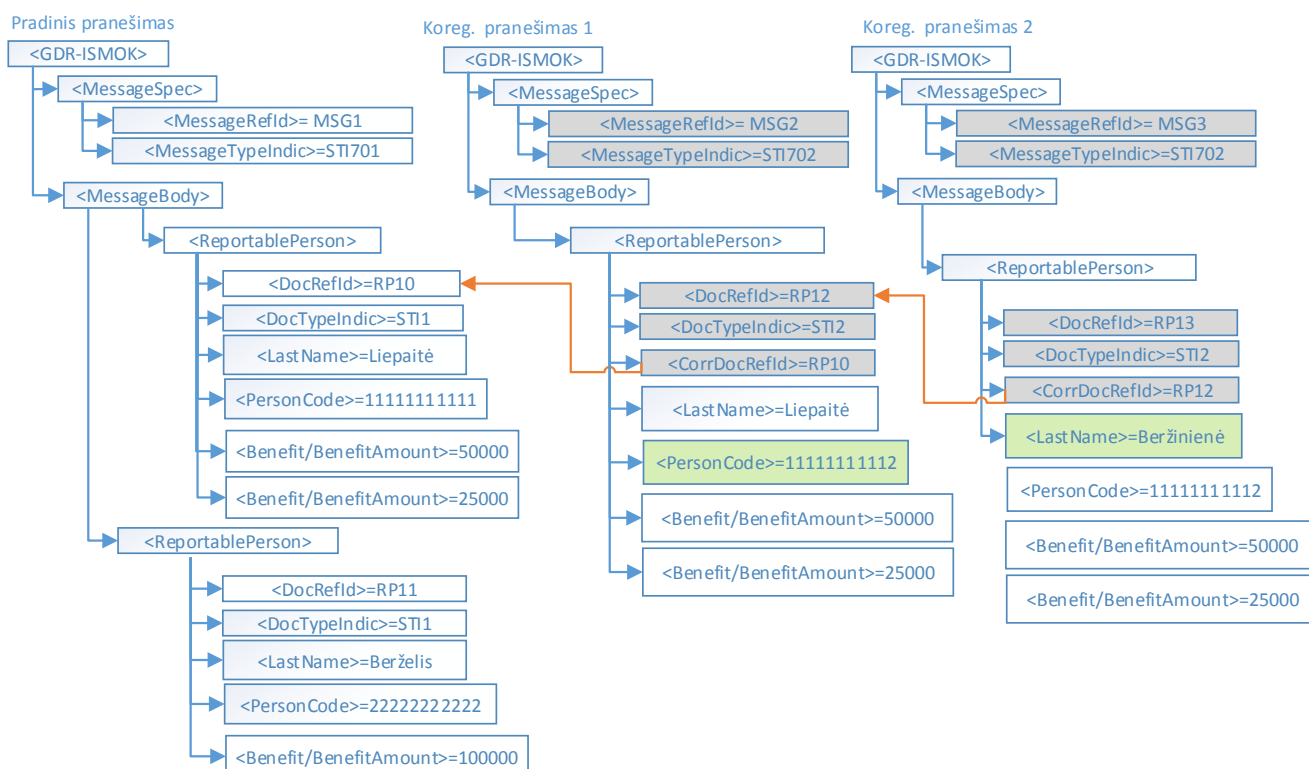 Pradinis pranešimas
<GDR-ISMOK>
<MessageSpec>
<MessageRefId>= MSG1
<MessageTypeIndic>=STI701
<MessageBody>
<ReportablePerson>
<DocRefId>=RP10
<DocTypeIndic>=STI1
<LastName>=Liepaitė
<PersonCode>=11111111111
<Benefit/BenefitAmount>=50000
<Benefit/BenefitAmount>=25000
<ReportablePerson>
<DocRefId>=RP11
<DocTypeIndic>=STI1
<LastName>=Berželis
<PersonCode>=22222222222
<Benefit/BenefitAmount>=100000
Koreg. pranešimas 1
<GDR-ISMOK>
<MessageSpec>
<MessageRefId>= MSG2
<MessageTypeIndic>=STI702
<MessageBody>
<ReportablePerson>
<DocRefId>=RP12
<DocTypeIndic>=STI2
<CorrDocRefId>=RP10
<LastName>=Liepaitė
<PersonCode>=11111111112
<Benefit/BenefitAmount>=50000
<Benefit/BenefitAmount>=25000
Koreg. pranešimas 2
<GDR-ISMOK>
<MessageSpec>
<MessageRefId>= MSG3
<MessageTypeIndic>=STI702
<MessageBody>
<ReportablePerson>
<DocRefId>=RP13
<DocTypeIndic>=STI2
<CorrDocRefId>=RP12
<LastName>=Beržinienė
<PersonCode>=11111111112
<Benefit/BenefitAmount>=50000
<Benefit/BenefitAmount>=25000